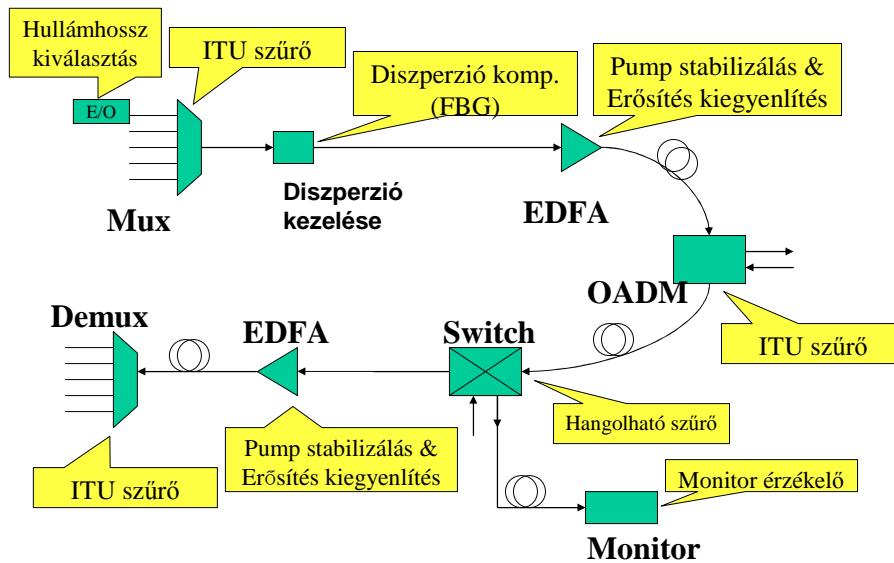 Hullámhossz
kiválasztás
ITU szűrő
Diszperzió komp.
(FBG)
Pump stabilizálás &
Erősítés kiegyenlítés
E/O
Mux
Diszperzió
kezelése
EDFA
OADM
ITU szűrő
Demux
EDFA
Switch
Hangolható szűrő
ITU szűrő
Pump stabilizálás &
Erősítés kiegyenlítés
Monitor érzékelő
Monitor